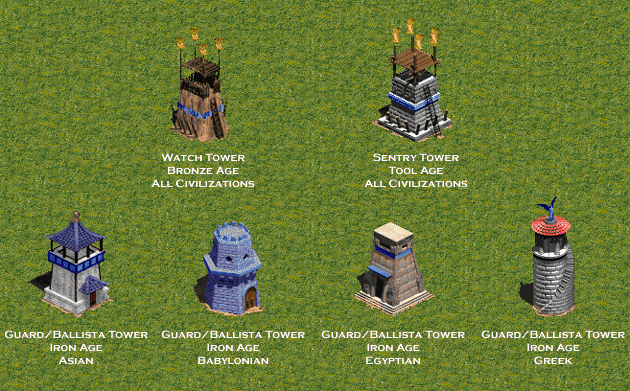 Watch Tower
Bronze Age
All Civilizations
Sentry Tower
Tool Age
All Civilizations
Guard/Ballista Tower
Iron Age
Asian
Guard/Ballista Tower
Iron Age
Babylonian
Guard/Ballista Tower
Iron Age
Egyptian
Guard/Ballista Tower
Iron Age
Greek